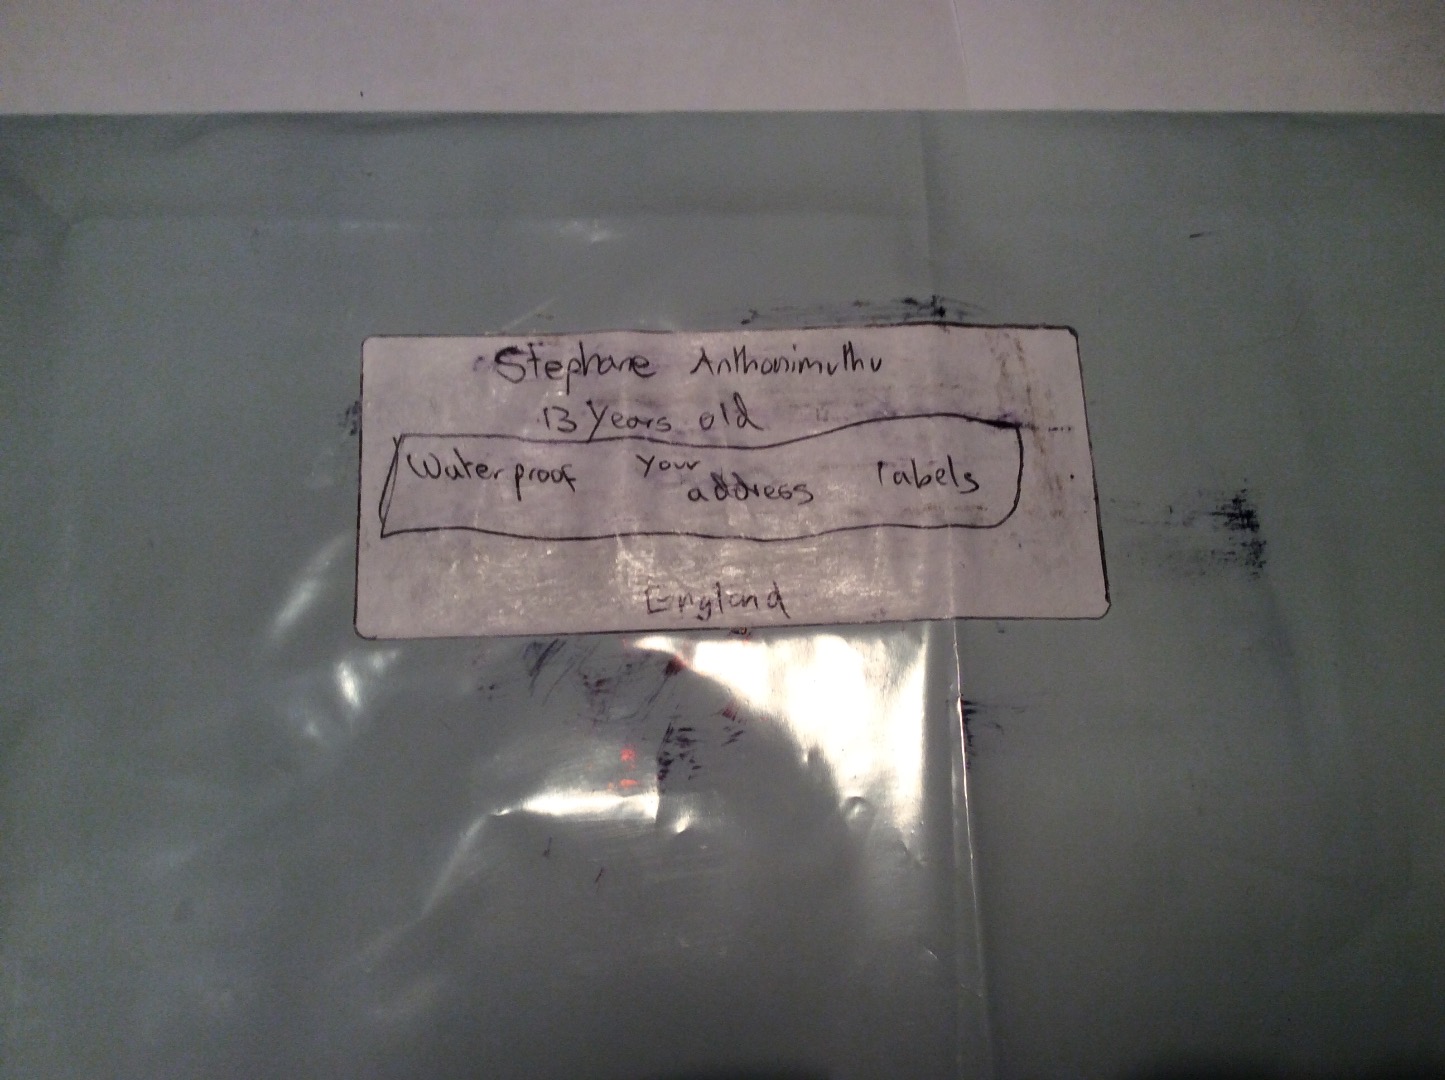 Stephane Anthonimuthu
13 Years old
Waterproof your address labels
England